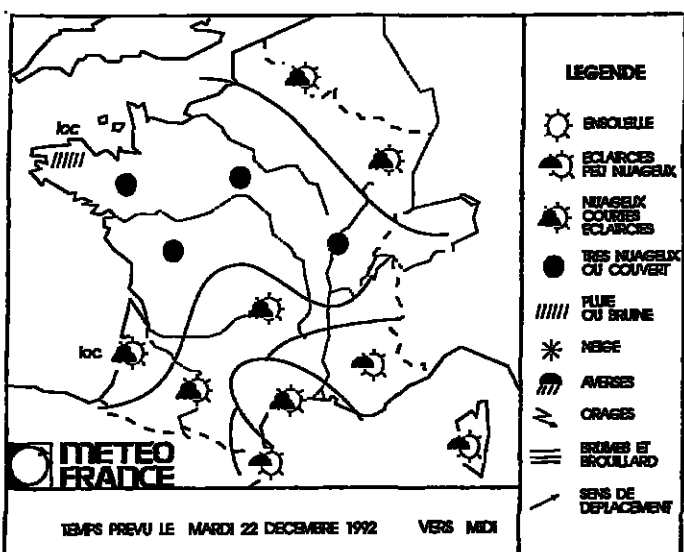 loc
loc
METEO
FRANCE
TEMPS PREVU LE MARDI 22 DECEMBRE 1992 VERS MIDI
LEGENDE
ENSOLEILLE
ECLAIRCIES
PEU NUAGEUX
NUAGEUX
COURTES
ECLAIRCIES
TRES NUAGEUX
OU COUVERT
PLUIE
OU BRUINE
NEIGE
AVERSES
ORAGES
BRUMES ET
BROUILLARD
SENS DE
DEPLACEMENT